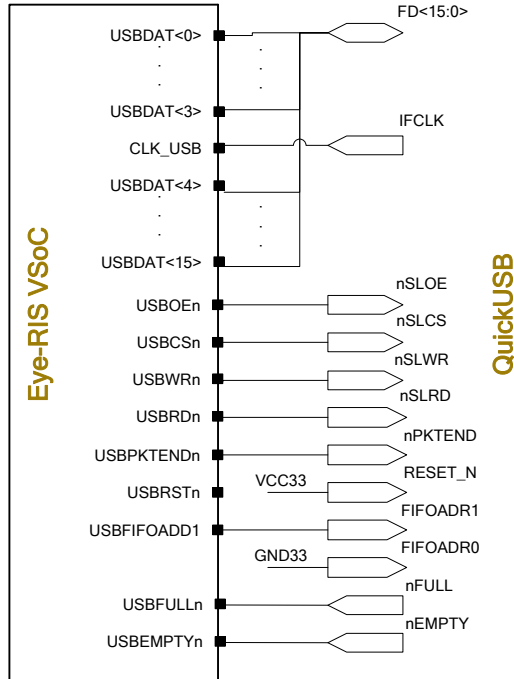 FD<15:0>
USBDAT<0>
USBDAT<3>
IFCLK
CLK_USB
USBDAT<4>
USBDAT<15>
Eye-RIS VSoC
QuickUSB
nSLOE
USBOEn
nSLCS
USBCSn
nSLWR
USBWRn
nSLRD
USBRDn
nPKTEND
USBPKTENDn
RESET_N
VCC33
USBRSTn
FIFOADR1
USBFIFOADD1
FIFOADR0
GND33
nFULL
USBFULLn
nEMPTY
USBEMPTYn